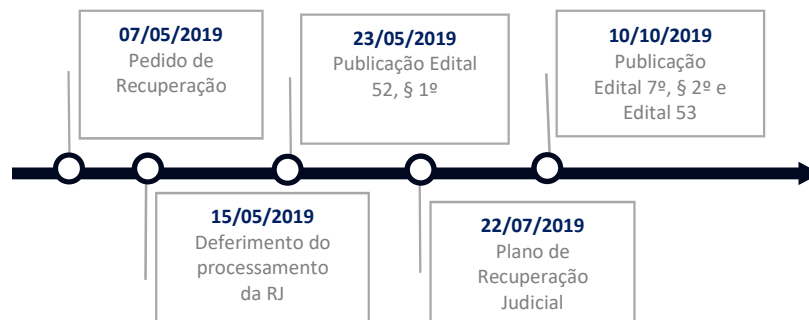 07/05/2019
Pedido de
Recuperação
23/05/2019
Publicação Edital
52, § 1º
10/10/2019
Publicação
Edital 7º, § 2º e
Edital 53
15/05/2019
Deferimento do
processamento
da RJ
22/07/2019
Plano de
Recuperação
Judicial